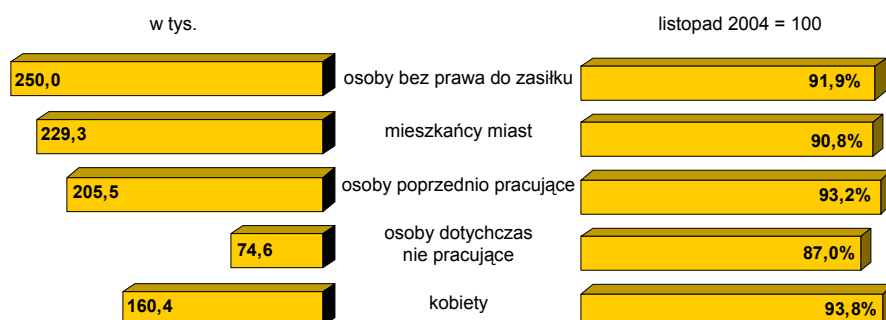 w tys.
listopad 2004 = 100
250,0
osoby bez prawa do zasiłku
91,9%
229,3
mieszkańcy miast
90,8%
205,5
osoby poprzednio pracujące
93,2%
74,6
osoby dotychczas
nie pracujące
87,0%
160,4
kobiety
93,8%